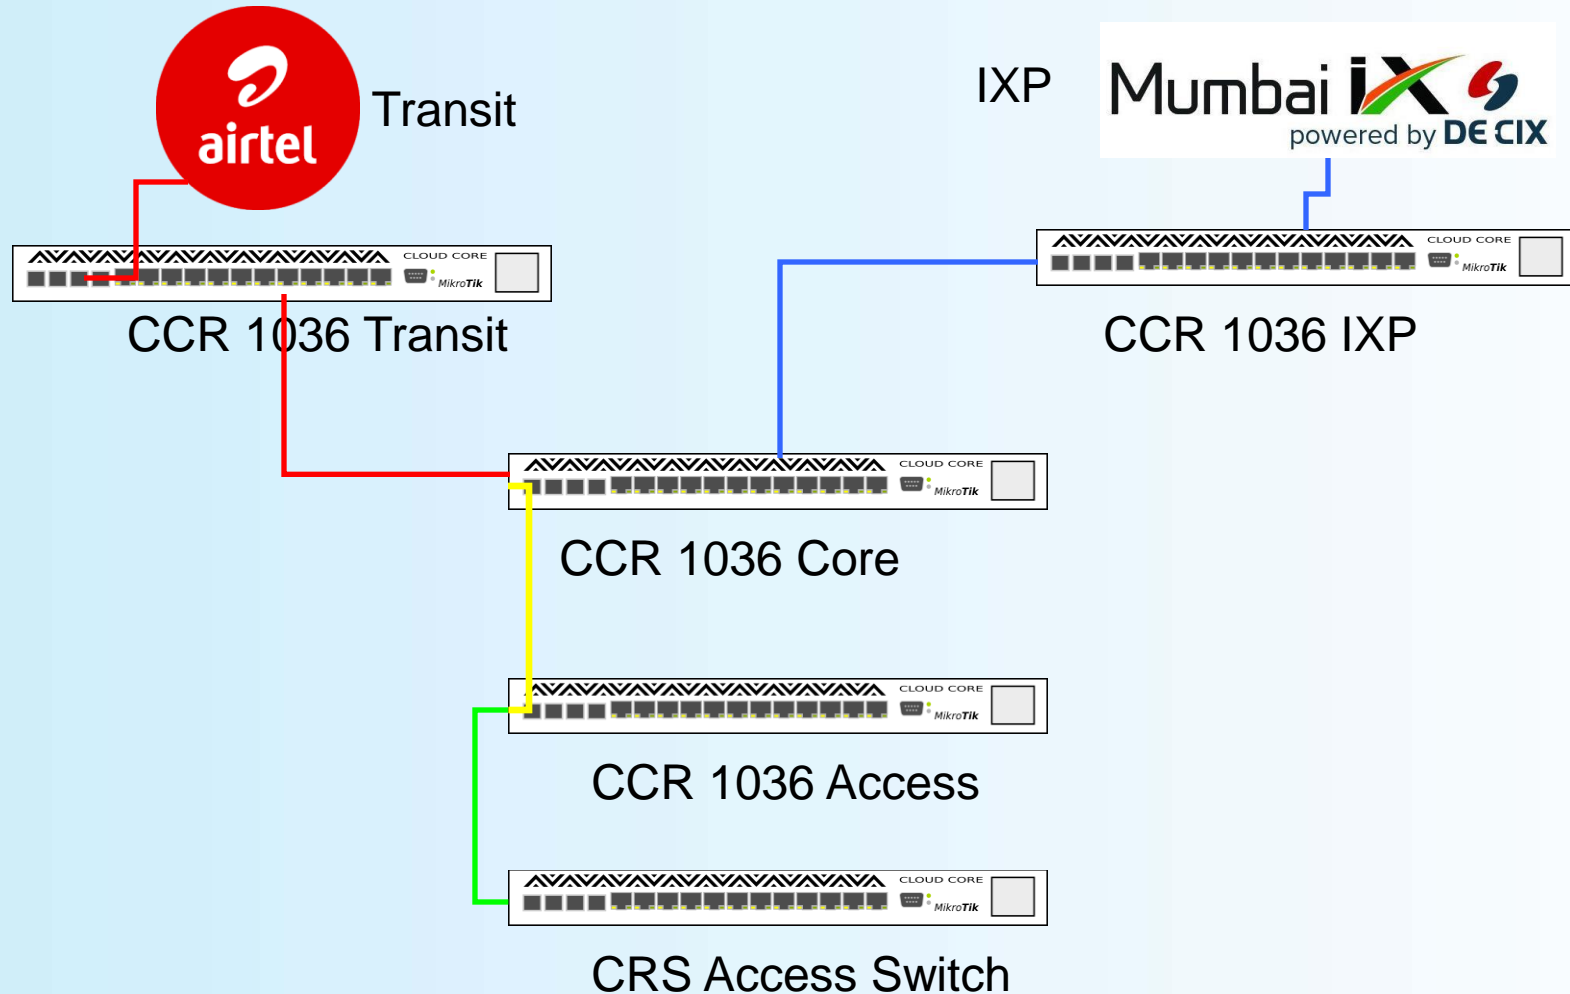 airtel
Transit
IXP
Mumbai iX
powered by DE CIX
CLOUD CORE
MikroTik
CCR 1036 Transit
CLOUD CORE
MikroTik
CCR 1036 IXP
CLOUD CORE
MikroTik
CCR 1036 Core
CLOUD CORE
MikroTik
CCR 1036 Access
CLOUD CORE
MikroTik
CRS Access Switch